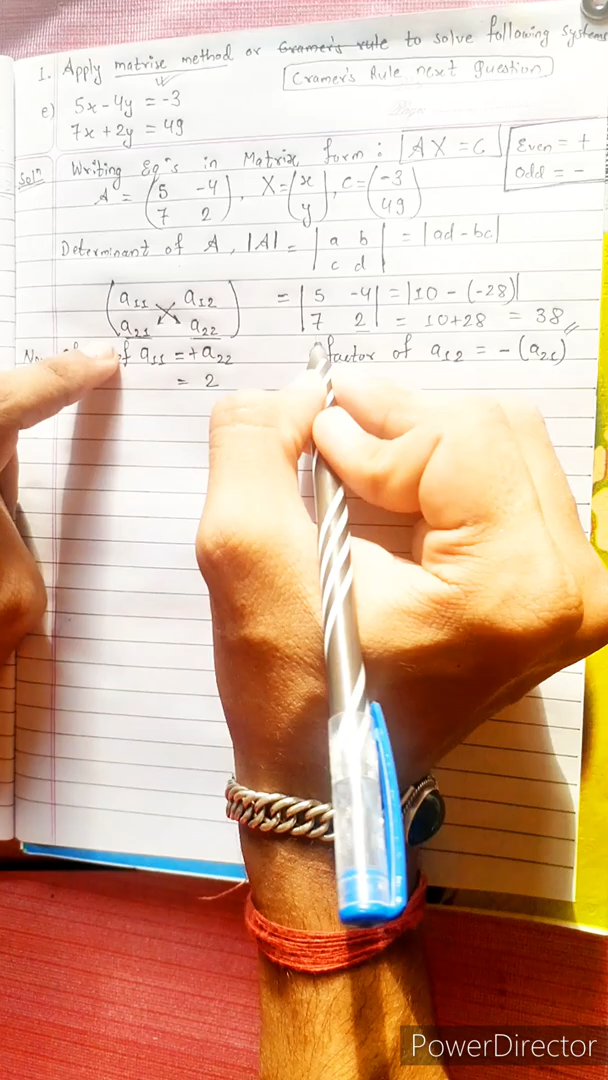 1. Apply matrix method or Cramer's rule to solve following systems
Cramer's Rule next Question
e) 5x - 4y = -3
7x + 2y = 49
Solⁿ Writing Eqⁿs in Matrix form: AX = C
Even = +
Odd = -
A = (5 -4
7 2), X = (x
y), C = (-3
49)
Determinant of A, |A| = |a b
c d| = |ad - bc|
(a₁₁ a₁₂
a₂₁ a₂₂)
= |5 -4
7 2| = |10 - (-28)|
= 10 + 28 = 38
of a₁₁ = + a₂₂
= 2
factor of a₁₂ = - (a₂₁)
PowerDirector